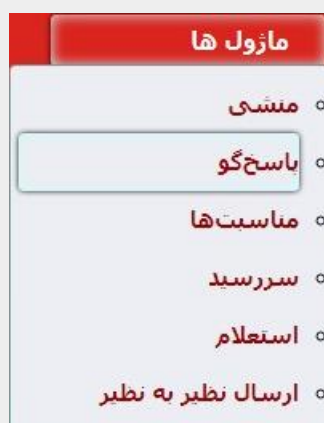 ماژول ها
منشی
پاسخ‌گو
مناسبت‌ها
سررسید
استعلام
ارسال نظیر به نظیر